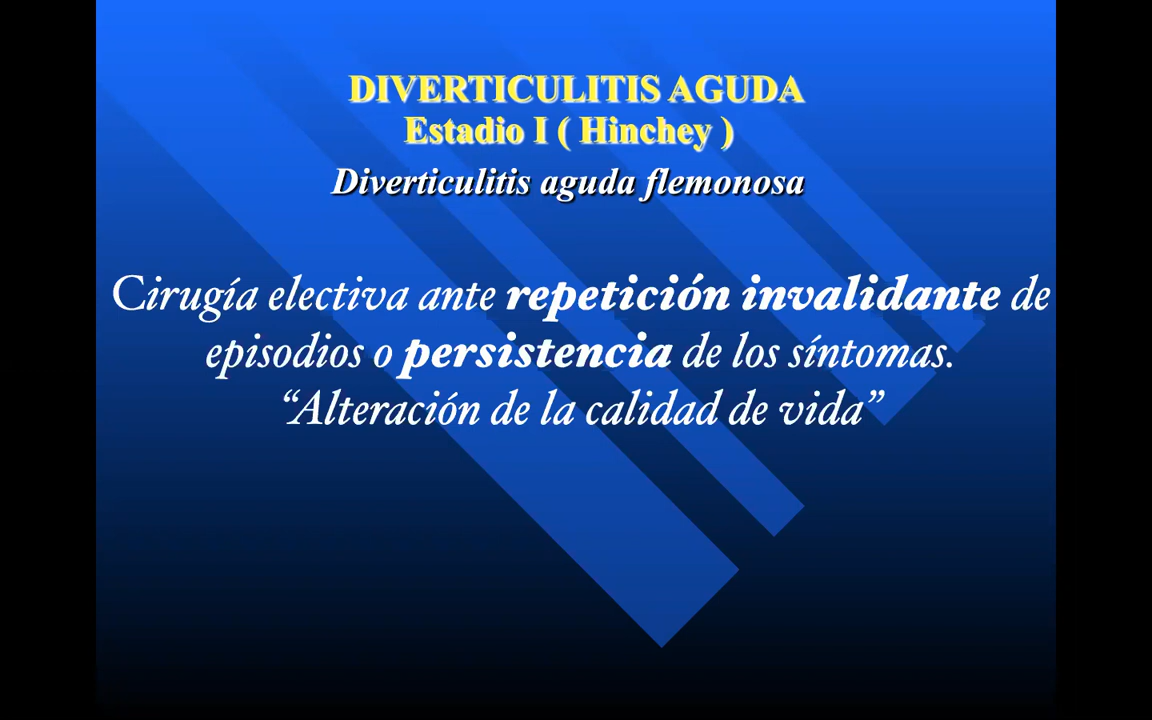 DIVERTICULITIS AGUDA
Estadio I ( Hinchey )
Diverticulitis aguda flemonosa
Cirugía electiva ante repetición invalidante de
episodios o persistencia de los síntomas.
“Alteración de la calidad de vida”